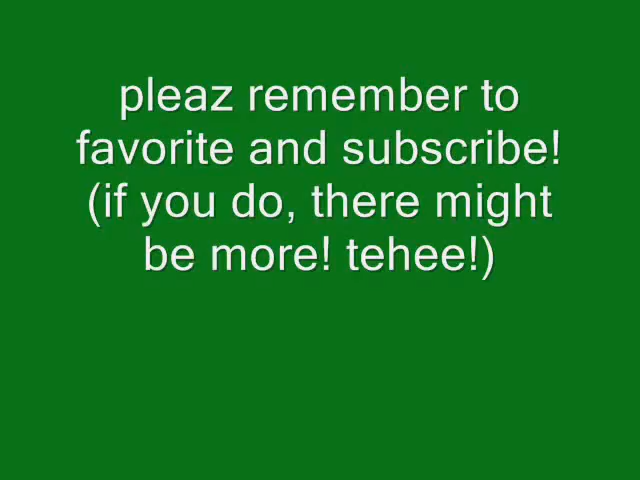 pleaz remember to
favorite and subscribe!
(if you do, there might
be more! tehee!)